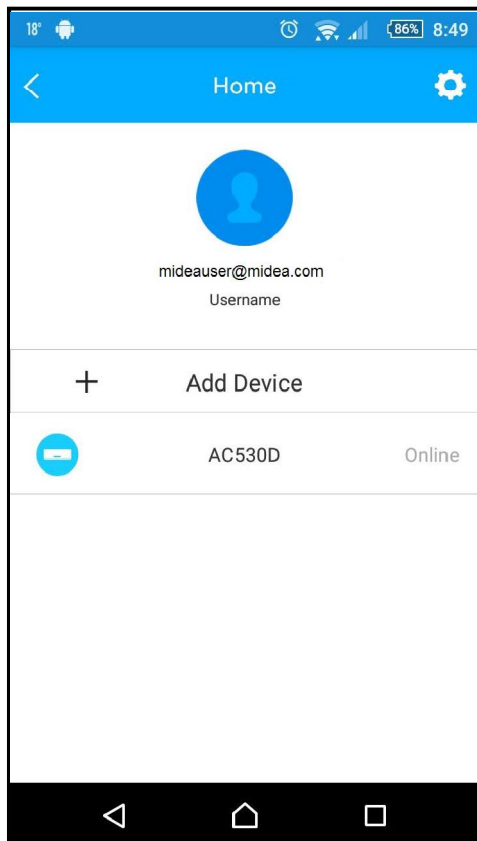 18° 86% 8:49
Home
mideauser@midea.com
Username
+ Add Device
AC530D Online